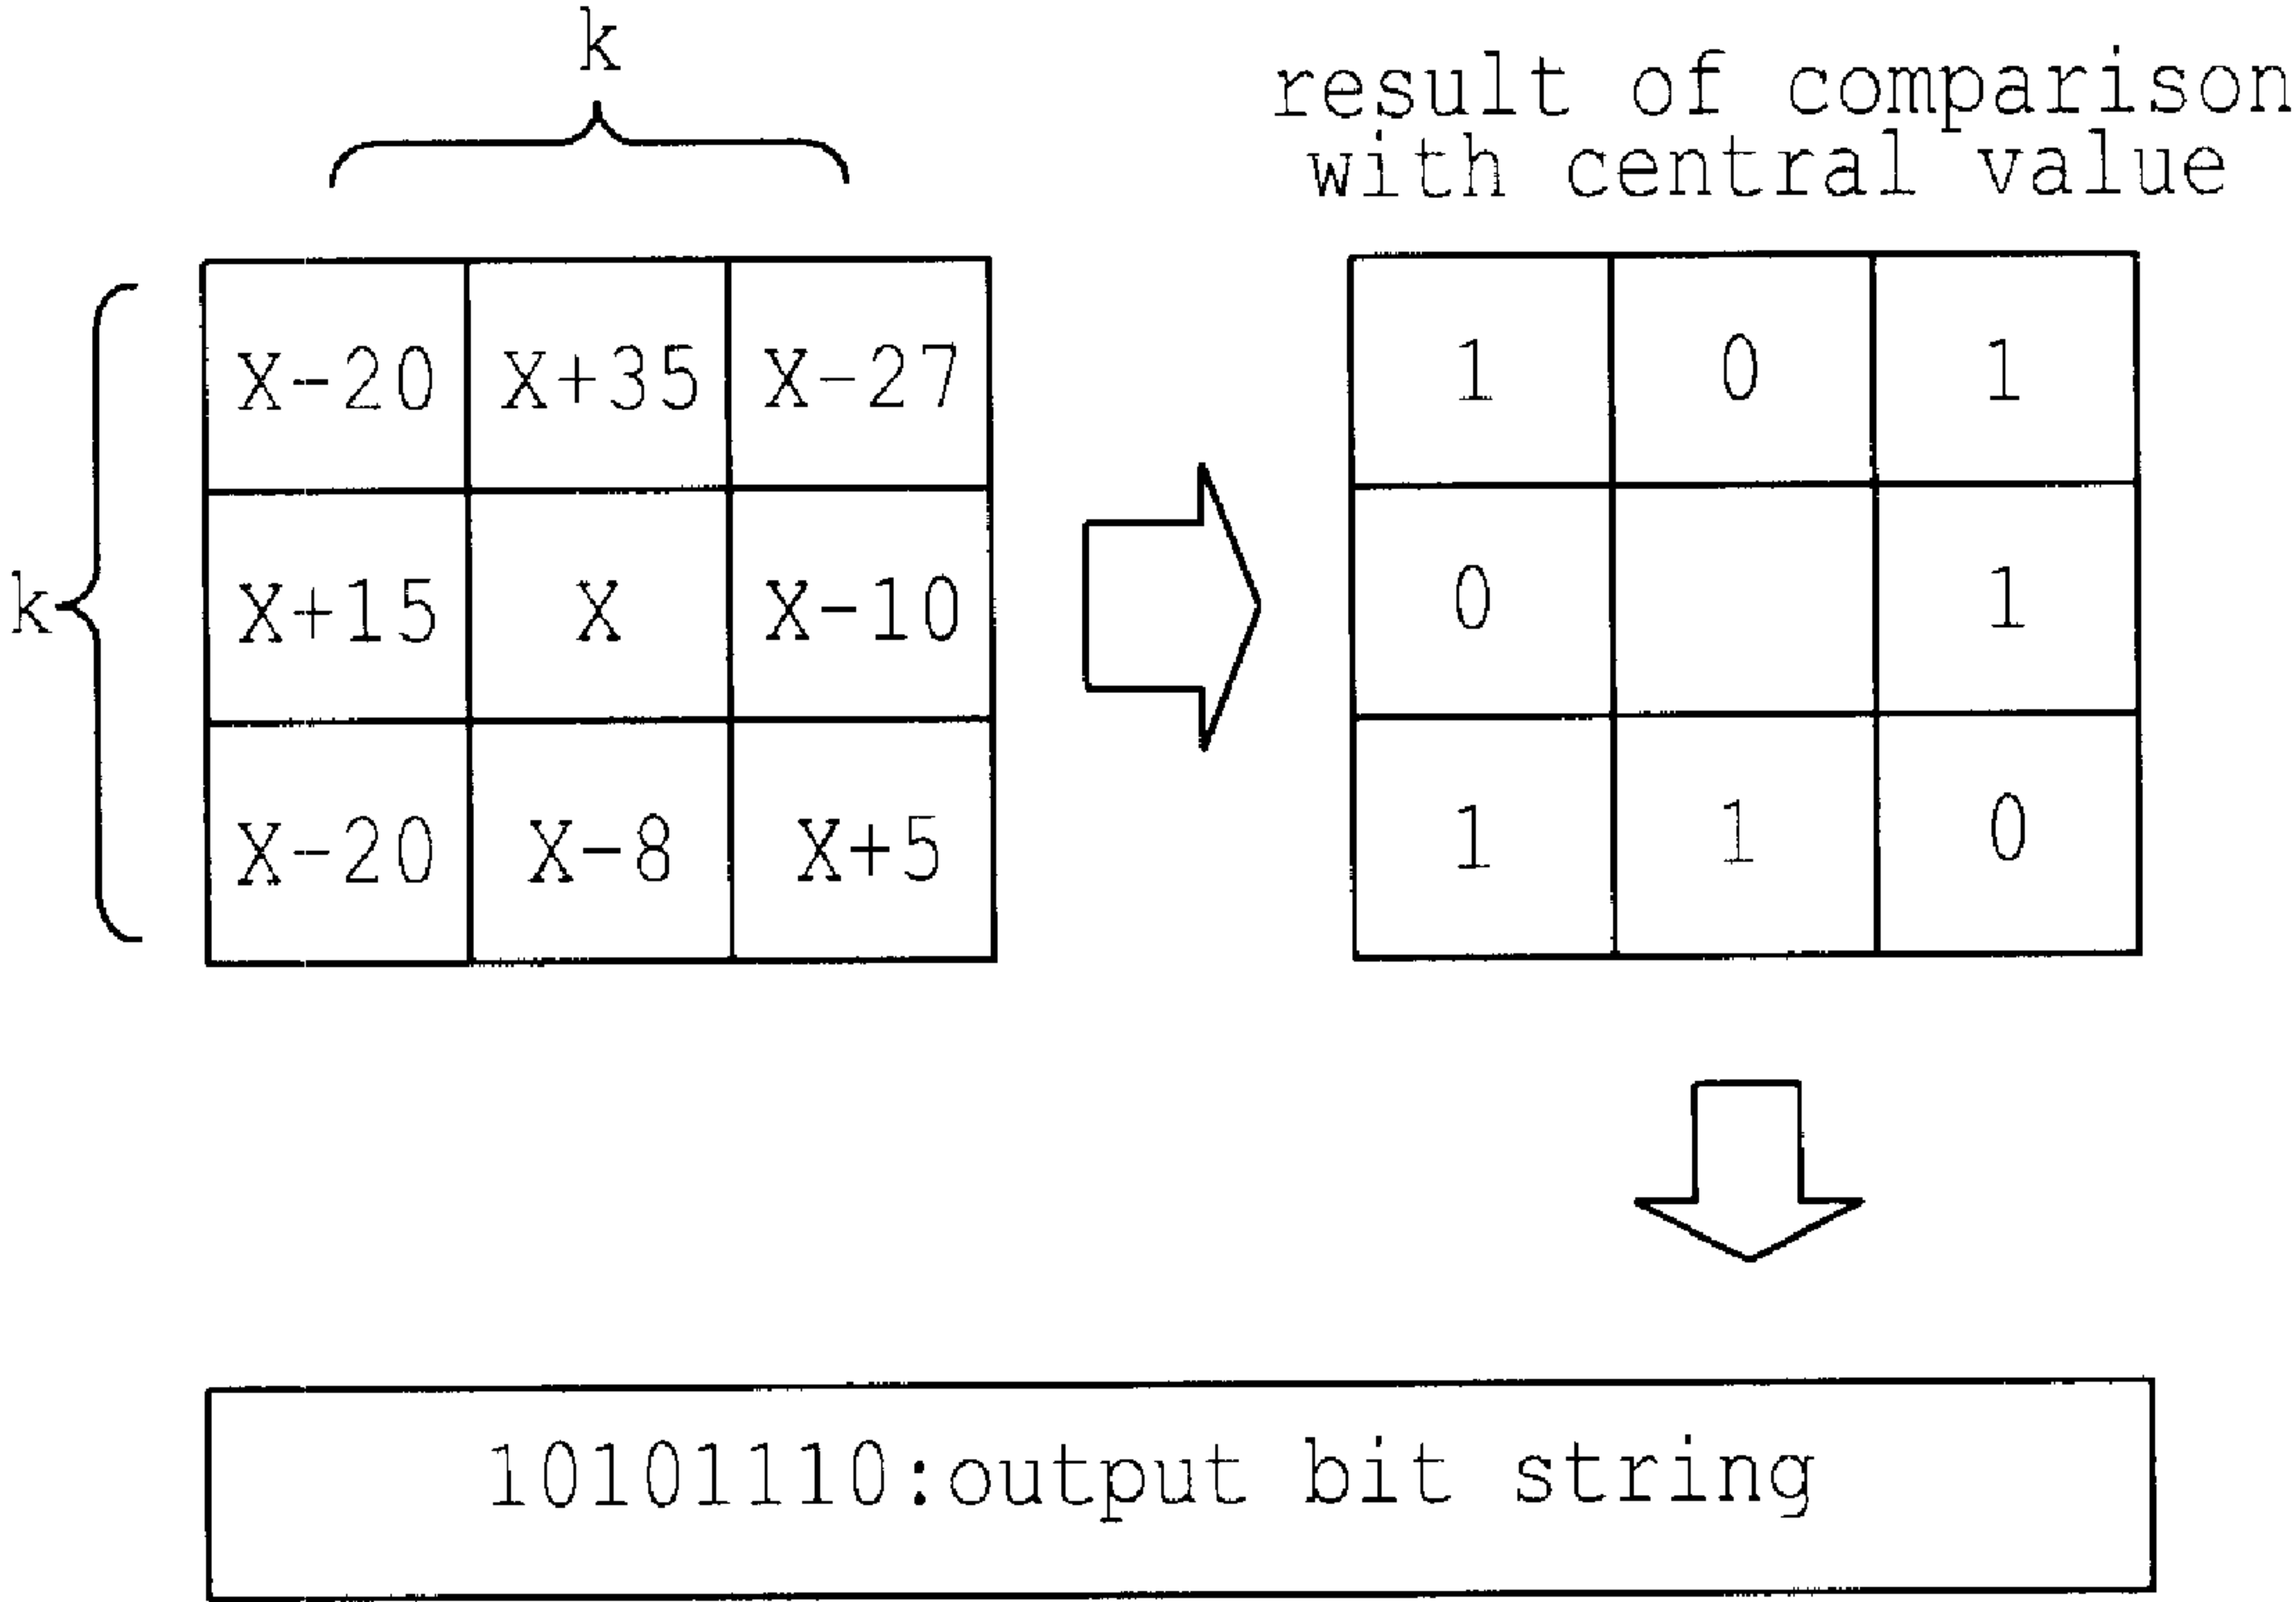 k
result of comparison
with central value
X-20 X+35 X-27
1 0 1
k
X+15 X X-10
0 1
X-20 X-8 X+5
1 1 0
10101110:output bit string